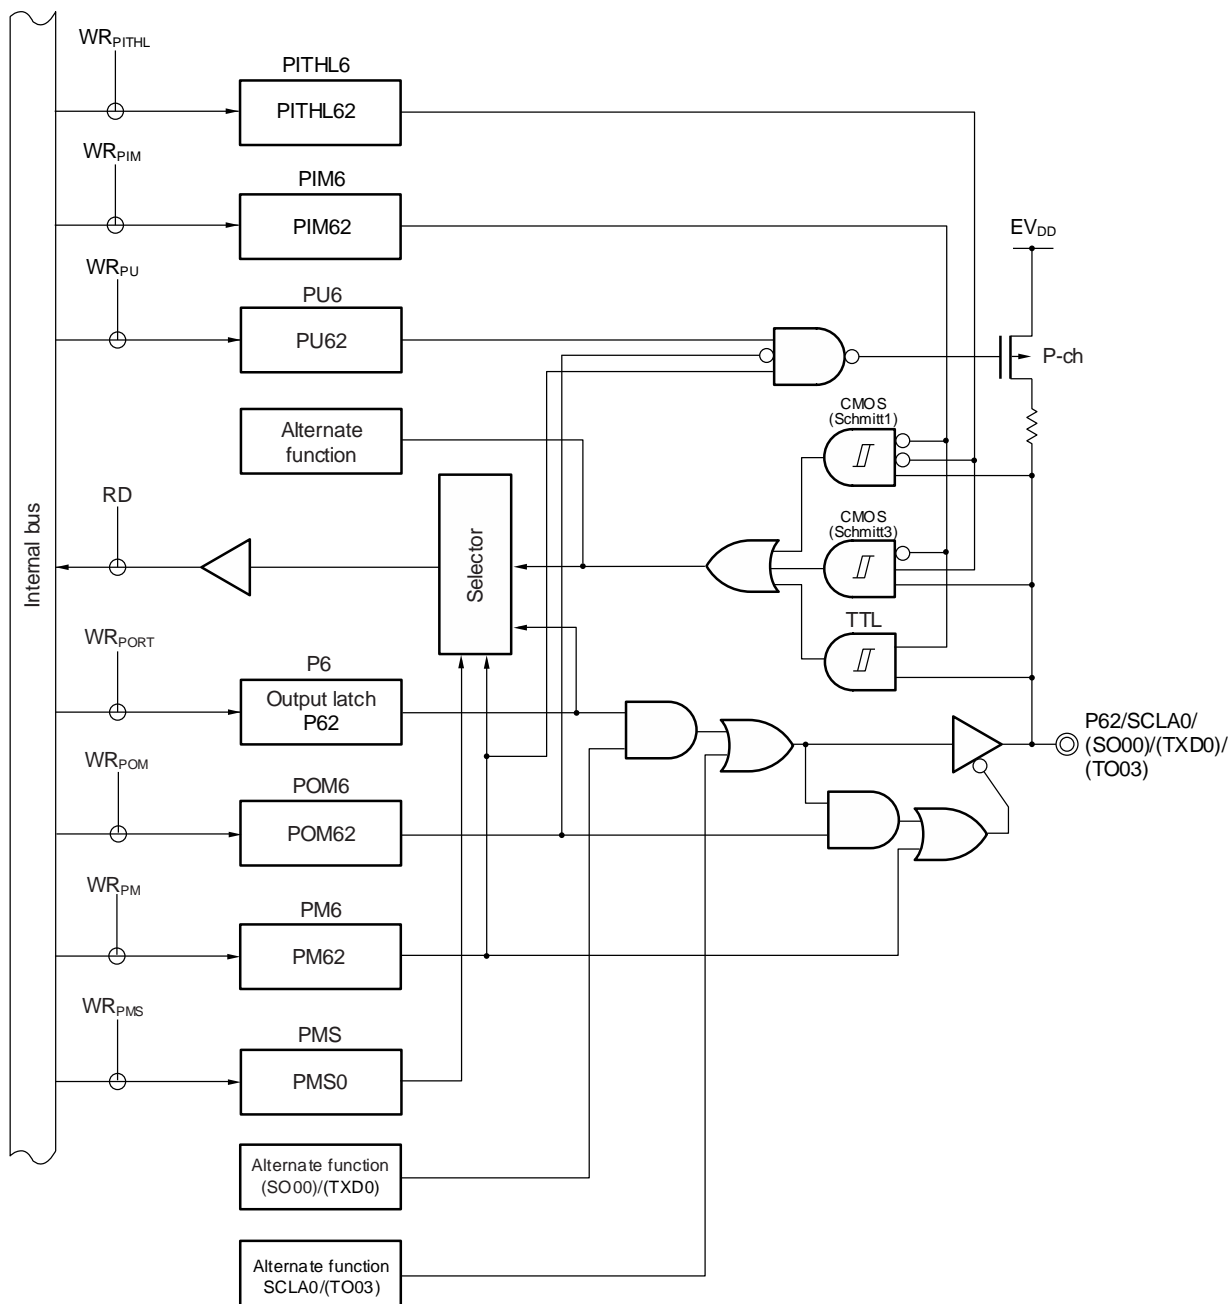 WRPITHL
PITHL6
PITHL62
WRPIM
PIM6
PIM62
EVDD
WRPU
PU6
PU62
P-ch
CMOS
(Schmitt1)
Alternate
function
RD
Internal bus
Selector
CMOS
(Schmitt3)
TTL
WRPORT
P6
Output latch
P62
P62/SCLA0/
(SO00)/(TXD0)/
(TO03)
WRPOM
POM6
POM62
WRPM
PM6
PM62
WRPMS
PMS
PMS0
Alternate function
(SO00)/(TXD0)
Alternate function
SCLA0/(TO03)